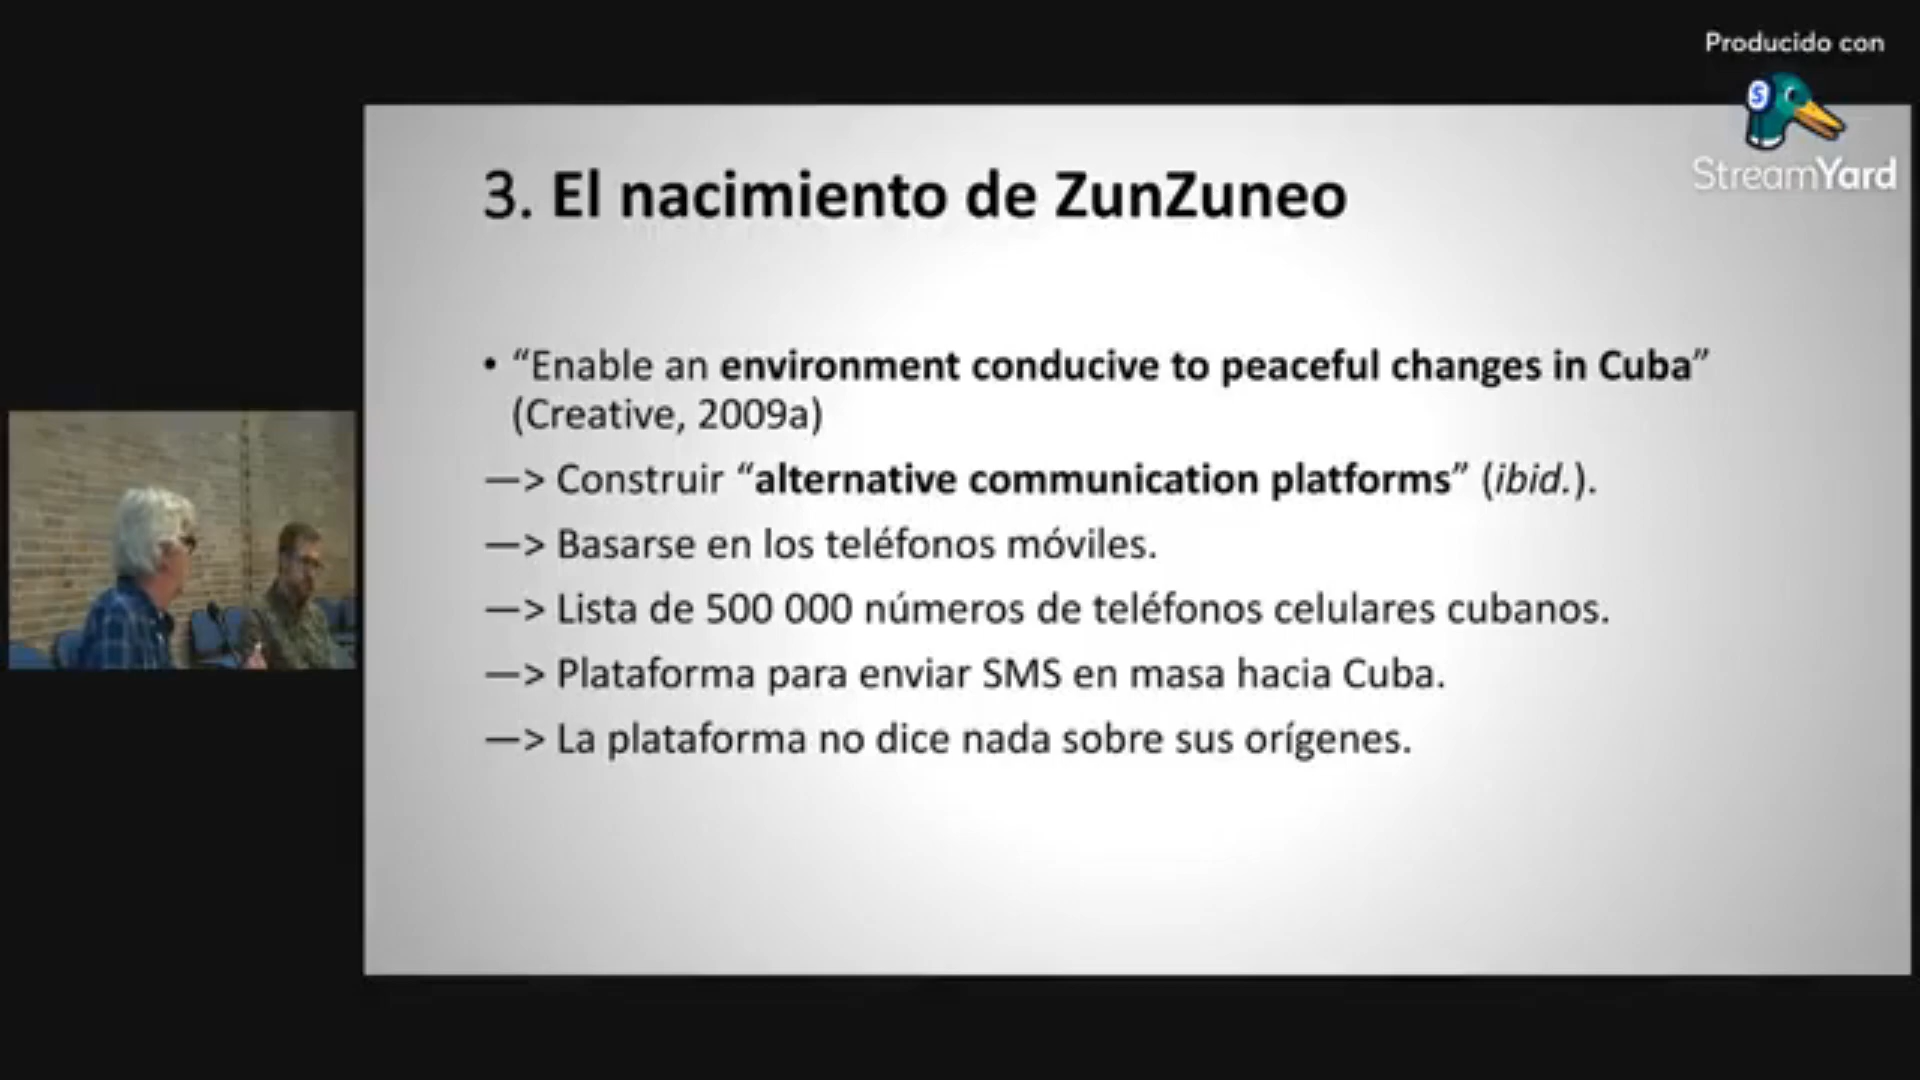 Producido con
StreamYard
3. El nacimiento de ZunZuneo
• “Enable an environment conducive to peaceful changes in Cuba”
(Creative, 2009a)
—> Construir “alternative communication platforms” (ibid.).
—> Basarse en los teléfonos móviles.
—> Lista de 500 000 números de teléfonos celulares cubanos.
—> Plataforma para enviar SMS en masa hacia Cuba.
—> La plataforma no dice nada sobre sus orígenes.